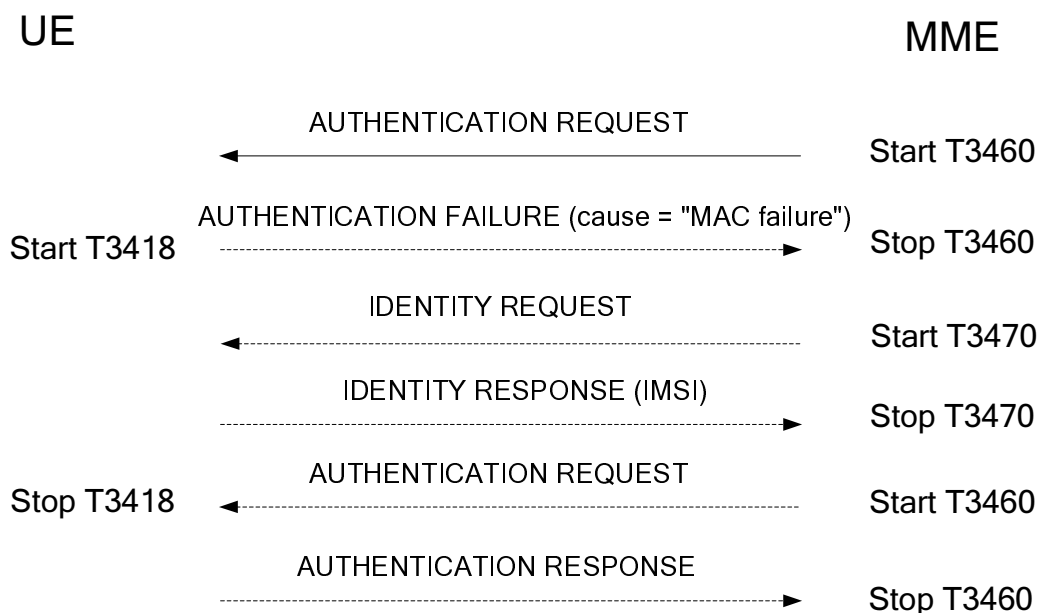 UE
MME
AUTHENTICATION REQUEST
Start T3460
AUTHENTICATION FAILURE (cause = "MAC failure")
Start T3418
Stop T3460
IDENTITY REQUEST
Start T3470
IDENTITY RESPONSE (IMSI)
Stop T3470
AUTHENTICATION REQUEST
Stop T3418
Start T3460
AUTHENTICATION RESPONSE
Stop T3460